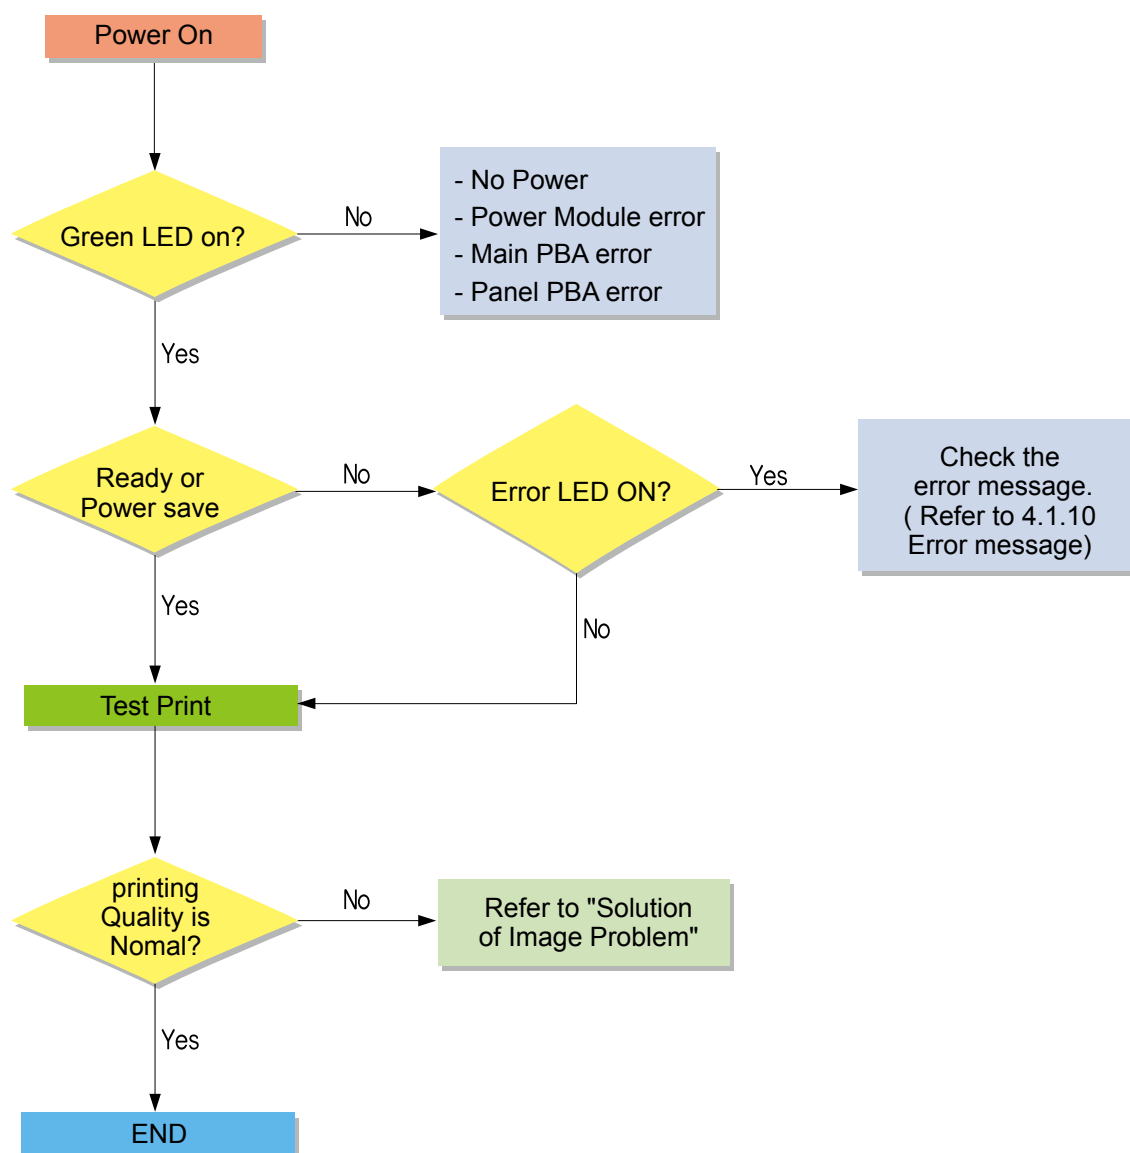 Power On
Green LED on?
No
- No Power
- Power Module error
- Main PBA error
- Panel PBA error
Yes
Ready or
Power save
No
Error LED ON?
Yes
Check the
error message.
( Refer to 4.1.10
Error message)
Yes
No
Test Print
printing
Quality is
Nomal?
No
Refer to "Solution
of Image Problem"
Yes
END